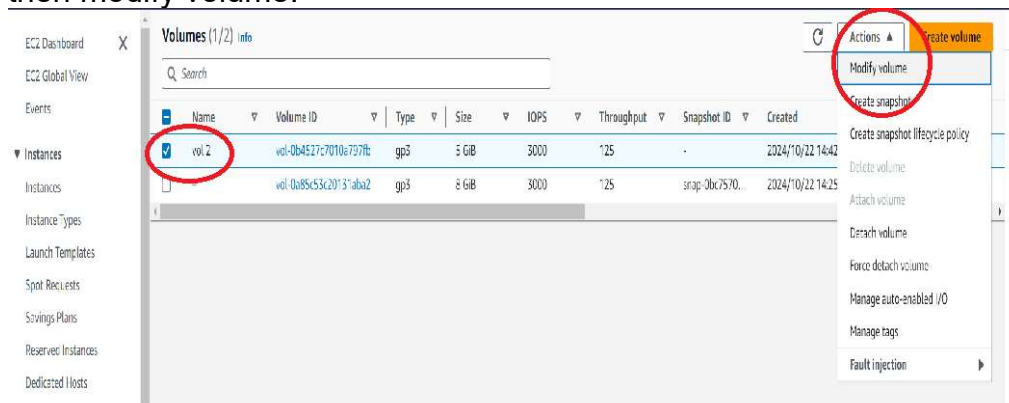 then modify volume.
EC2 Dashboard X
EC2 Global View
Events
Instances
Instances
Instance Types
Launch Templates
Spot Requests
Savings Plans
Reserved Instances
Dedicated Hosts
Volumes (1/2) Info
Actions Create volume
Search
Name Volume ID Type Size IOPS Throughput Snapshot ID Created
vol 2 vol-0b4527c7010a797fb gp3 5 GiB 3000 125 - 2024/10/22 14:42
- vol-0a85c53c20131aba2 gp3 8 GiB 3000 125 snap-0bc7570... 2024/10/22 14:25
Modify volume
Create snapshot
Create snapshot lifecycle policy
Delete volume
Attach volume
Detach volume
Force detach volume
Manage auto-enabled I/O
Manage tags
Fault injection